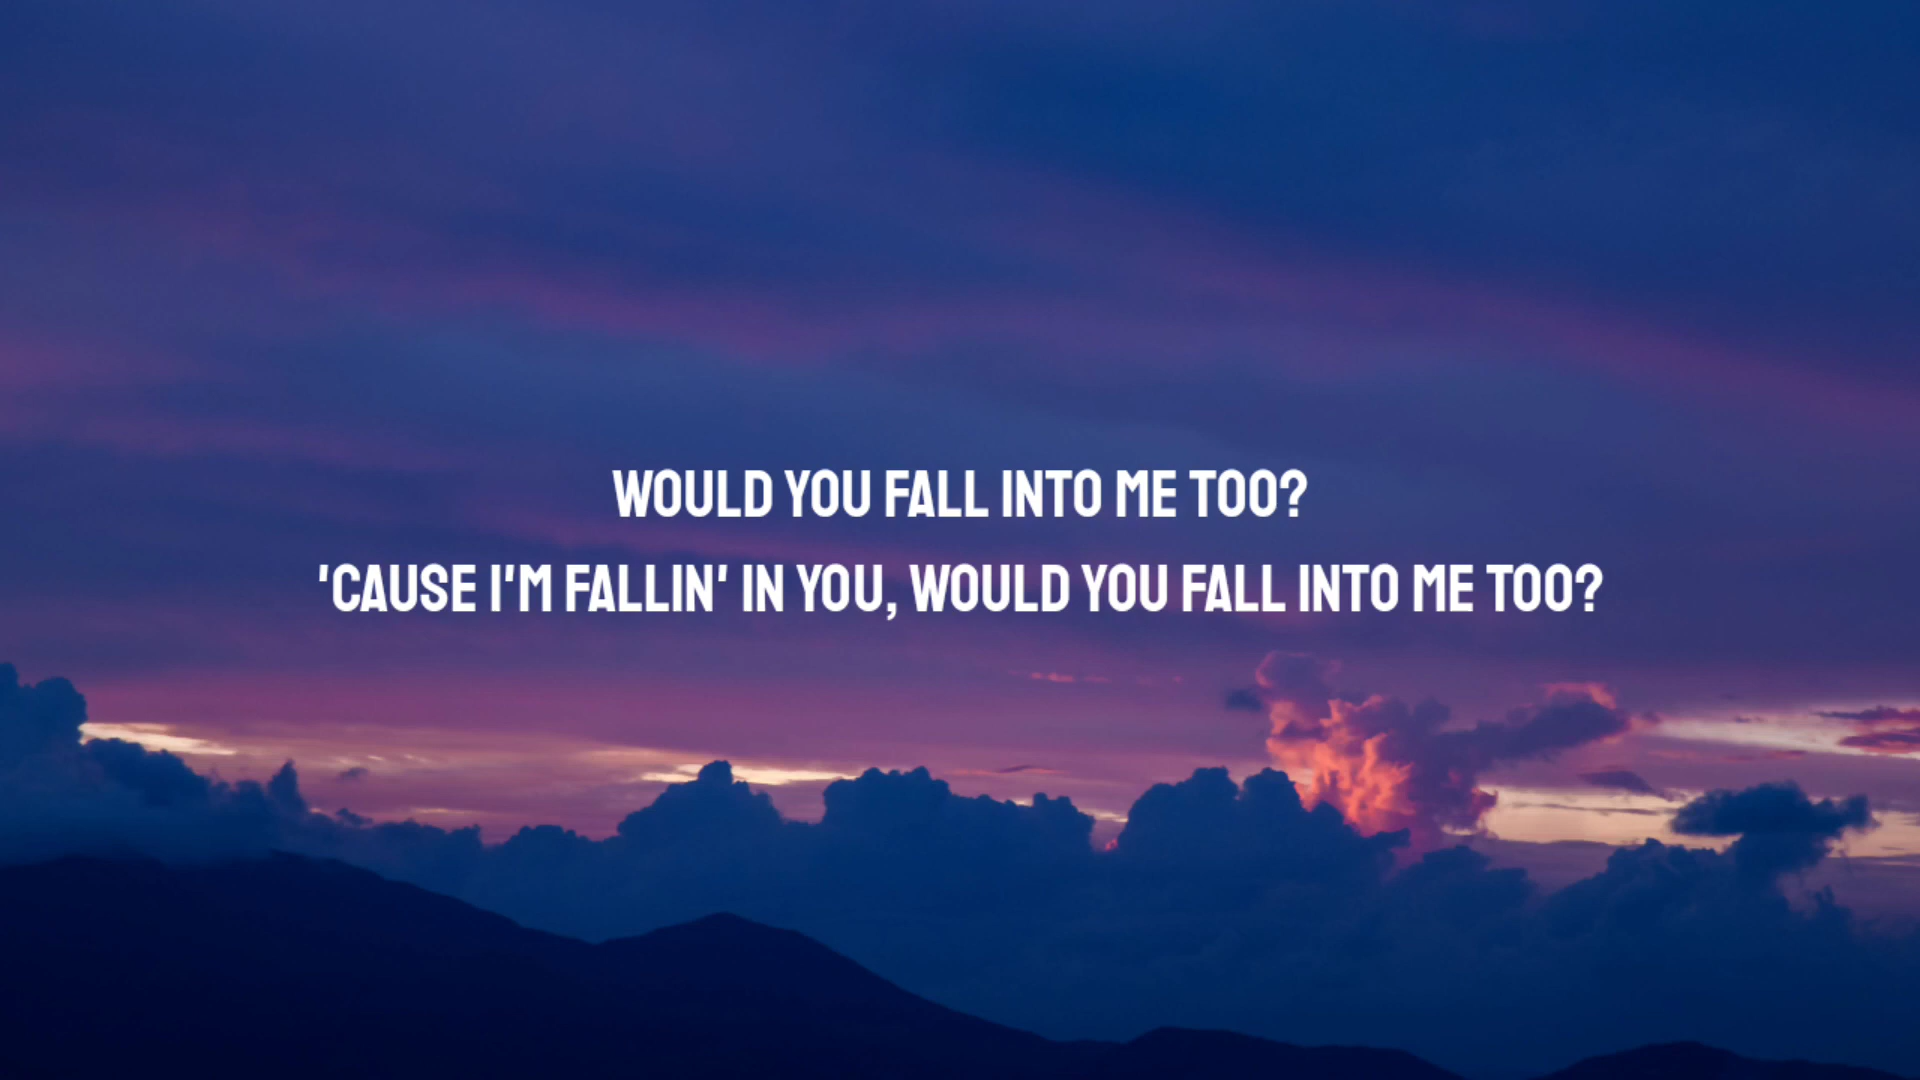 WOULD YOU FALL INTO ME TOO?
'CAUSE I'M FALLIN' IN YOU, WOULD YOU FALL INTO ME TOO?